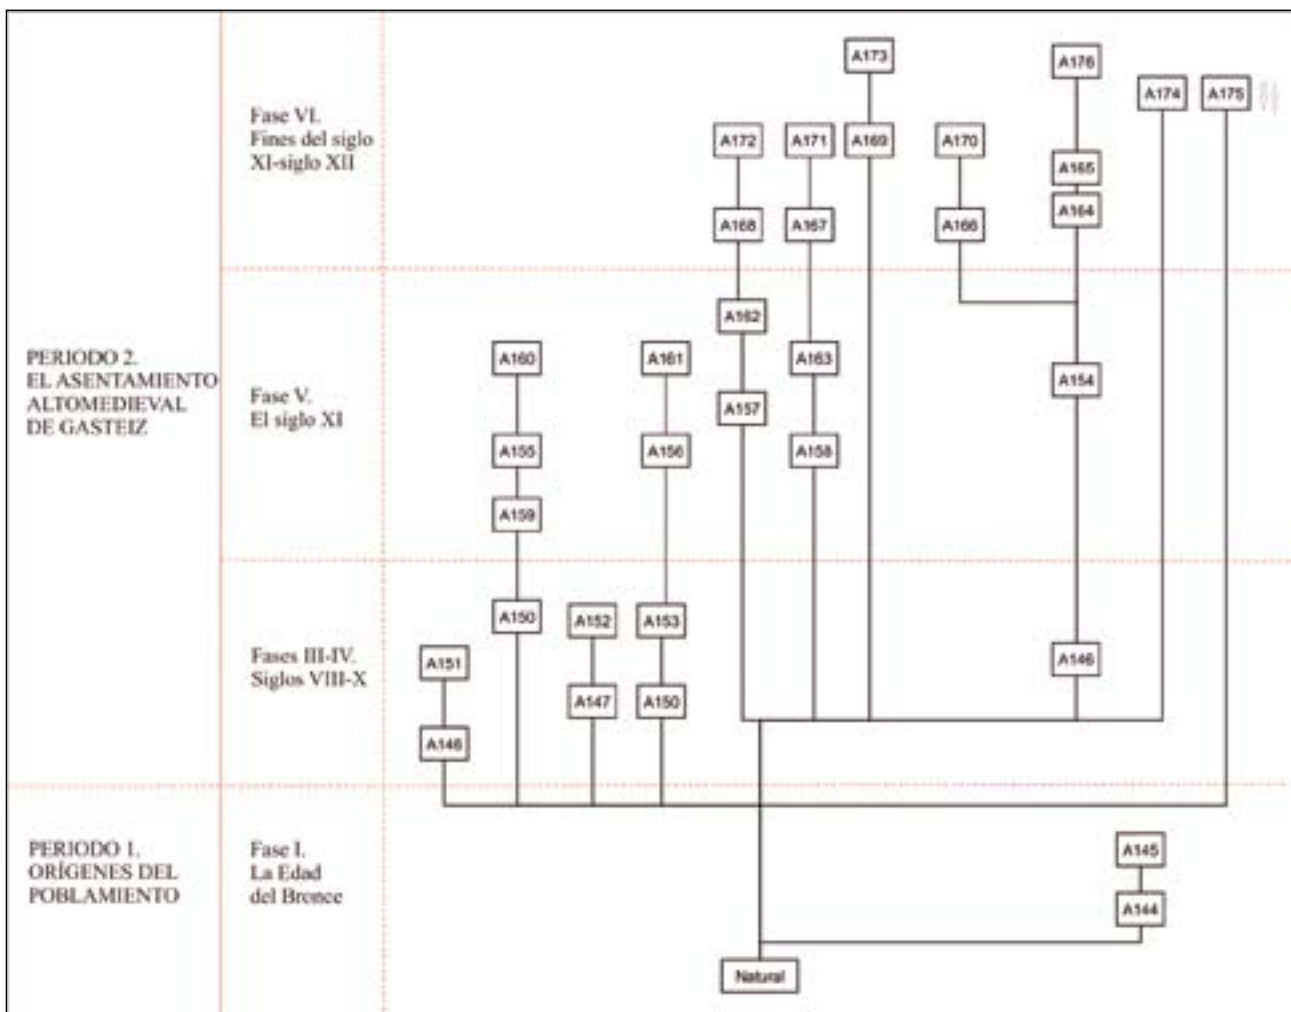 A173
A176
A174
A175
Fase VI.
Fines del siglo
XI-siglo XII
A172
A171
A169
A170
A165
A168
A167
A166
A164
A162
PERIODO 2.
EL ASENTAMIENTO
ALTOMEDIEVAL
DE GASTEIZ
Fase V.
El siglo XI
A160
A161
A163
A154
A157
A155
A156
A158
A159
Fases III-IV.
Siglos VIII-X
A150
A152
A153
A151
A146
A147
A150
A146
PERIODO 1.
ORÍGENES DEL
POBLAMIENTO
Fase I.
La Edad
del Bronce
A145
A144
Natural